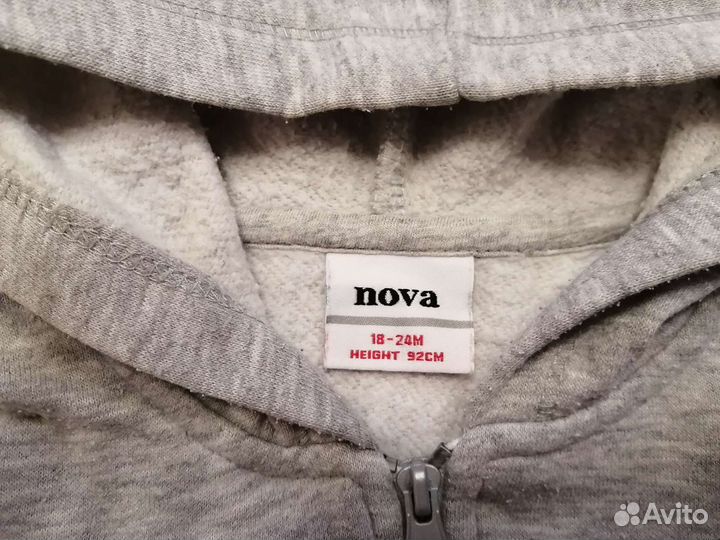 nova
18-24M
HEIGHT 92CM
Avito